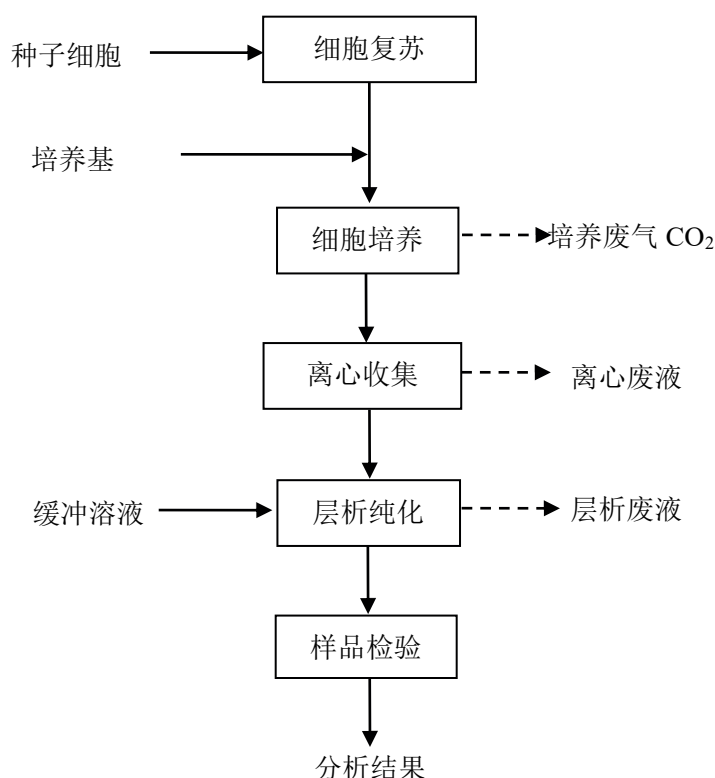 种子细胞
细胞复苏
培养基
细胞培养
培养废气 CO₂
离心收集
离心废液
缓冲溶液
层析纯化
层析废液
样品检验
分析结果